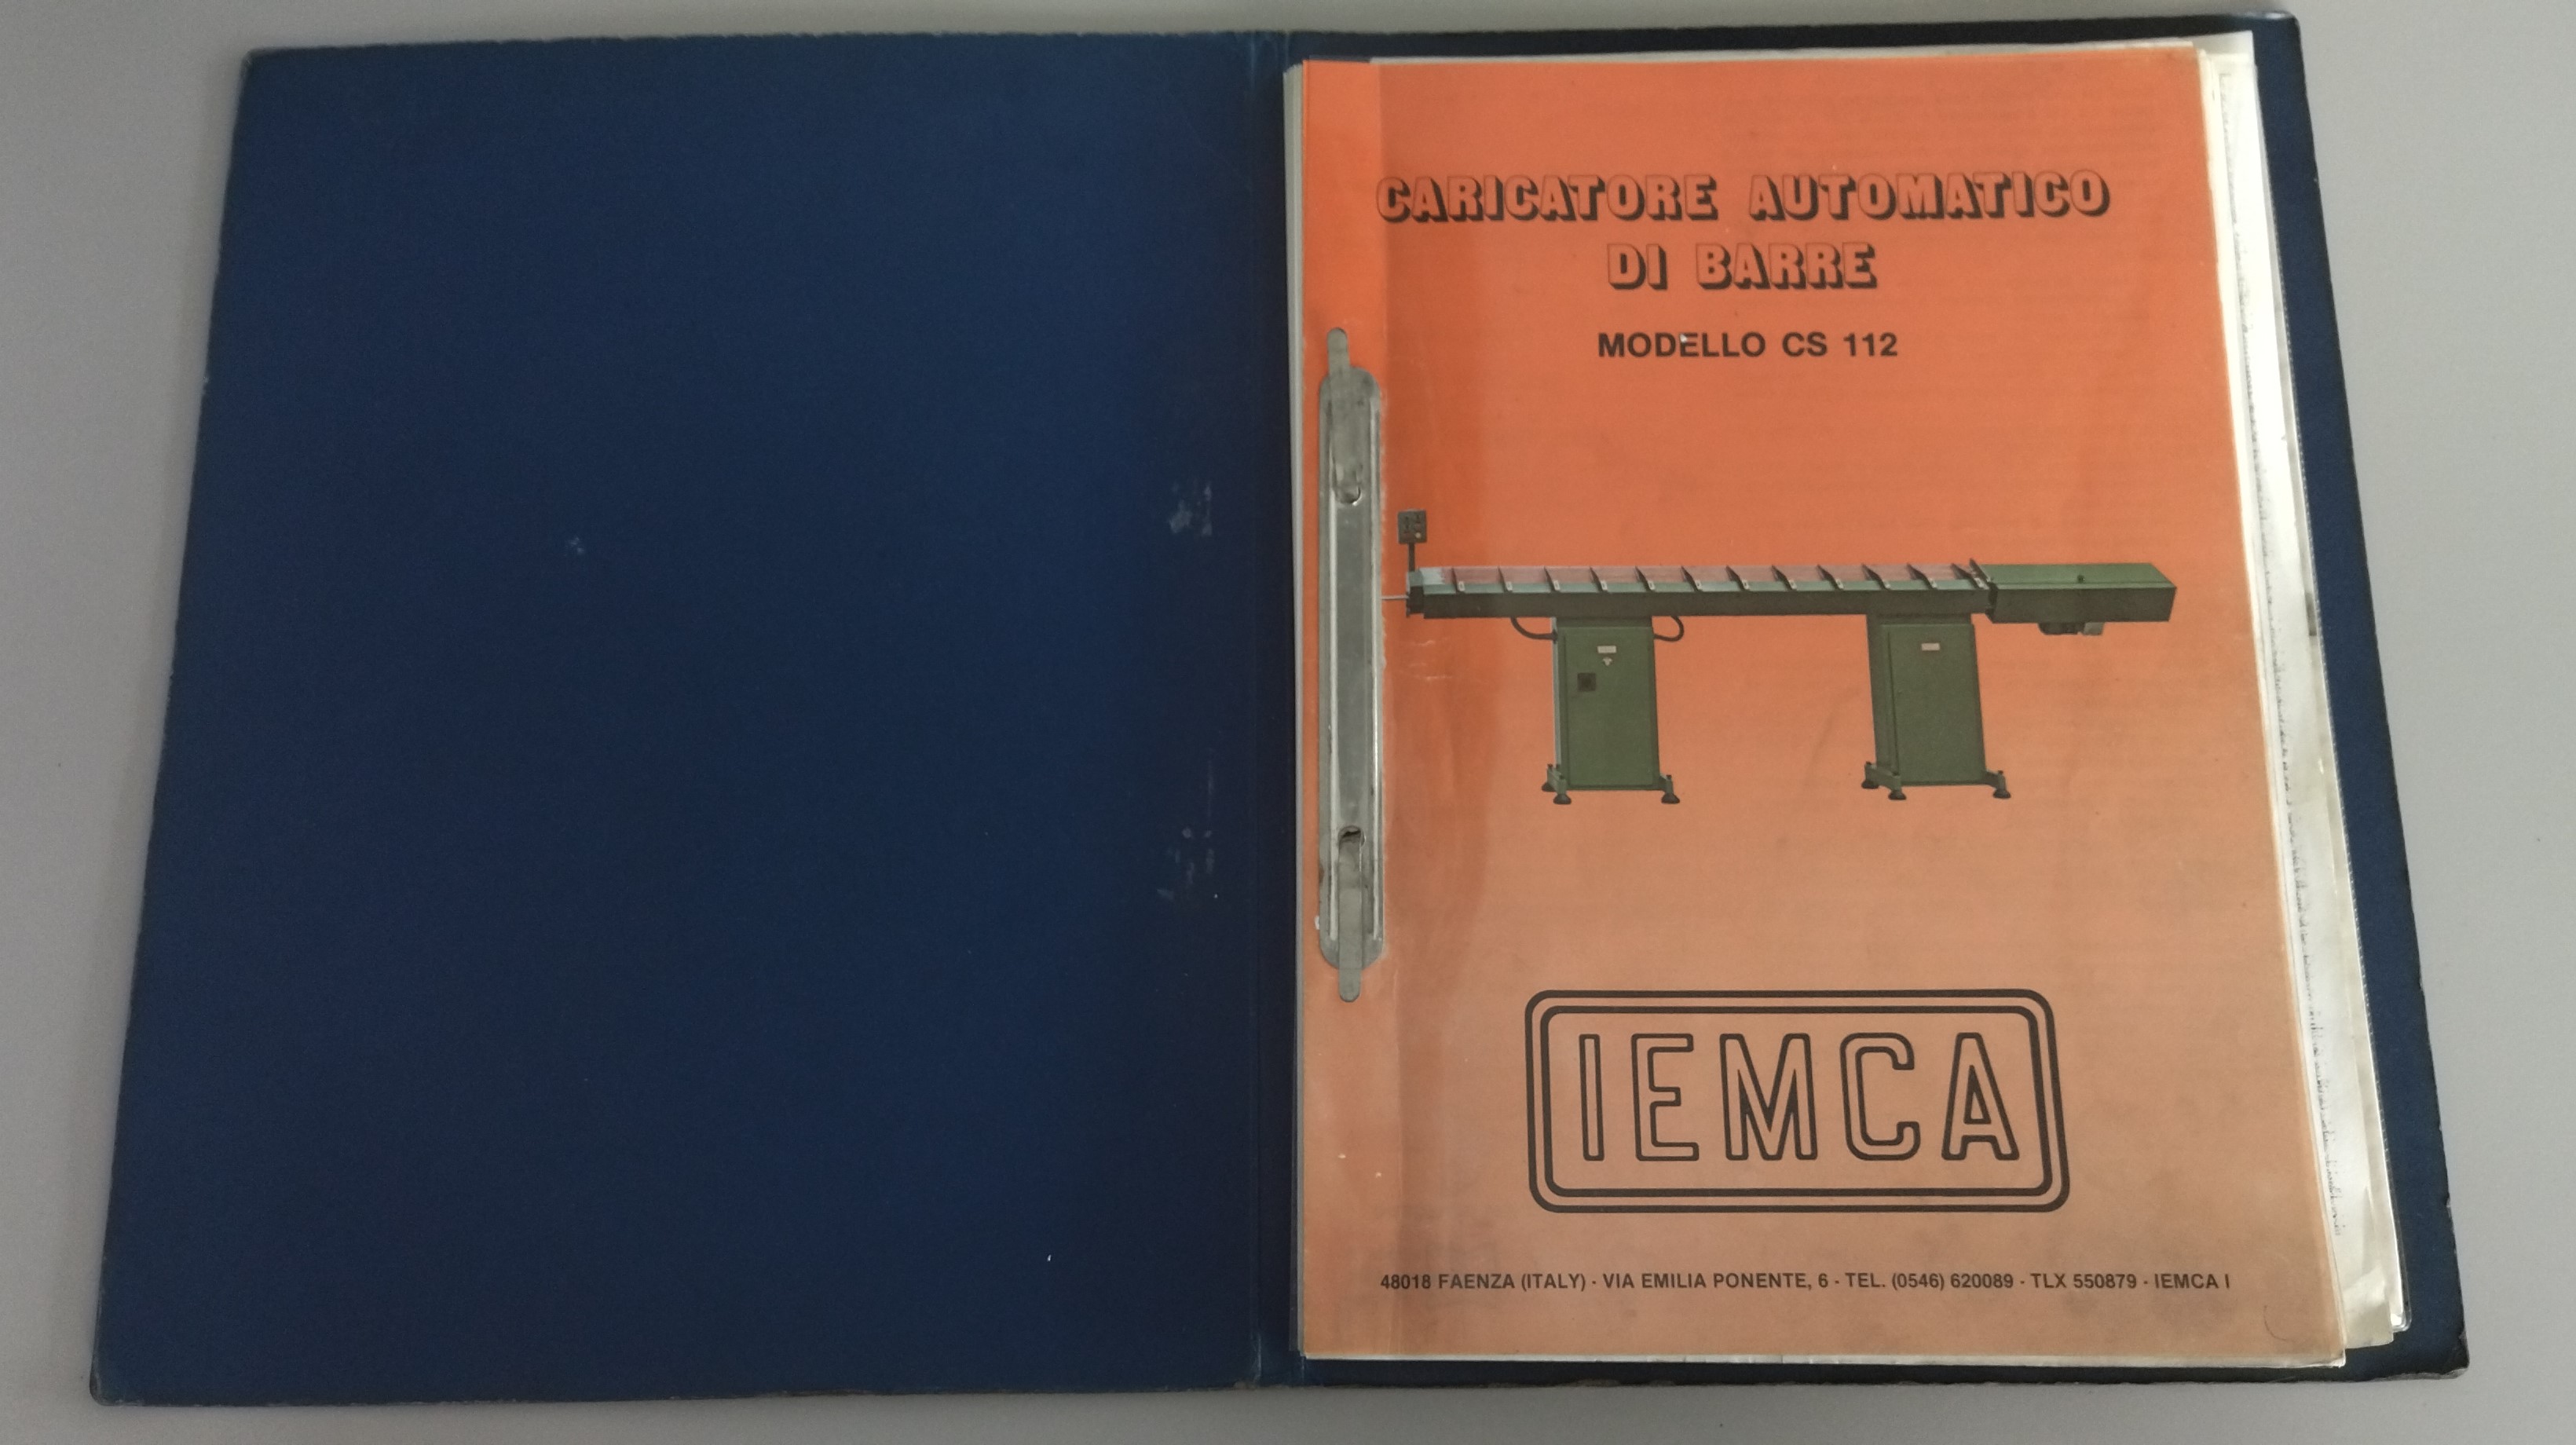 CARICATORE AUTOMATICO
DI BARRE
MODELLO CS 112
IEMCA
48018 FAENZA (ITALY) - VIA EMILIA PONENTE, 6 - TEL. (0546) 620089 - TLX 550879 - IEMCA I